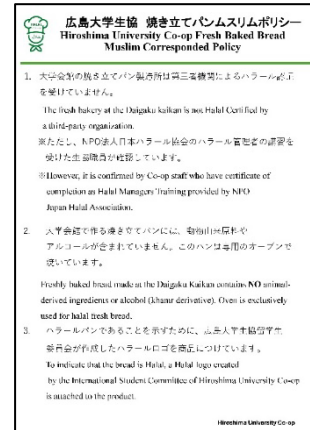 広島大学生協 焼き立てパンムスリムポリシー
Hiroshima University Co-op Fresh Baked Bread
Muslim Corresponded Policy
1. 大学会館の焼き立てパン製造所は第三者機関によるハラール認証
を受けていません。
The fresh bakery at the Daigaku kaikan is not Halal Certified by
a third-party organization.
※ただし、NPO法人日本ハラール協会のハラール管理者の講習を
受けた生協職員が確認しています。
※However, it is confirmed by Co-op staff who have certificate of
completion as Halal Managers Training provided by NPO
Japan Halal Association.
2. 大学会館で作る焼き立てパンには、動物由来原料や
アルコールが含まれていません。このパンは専用のオーブンで
焼いています。
Freshly baked bread made at the Daigaku Kaikan contains NO animal-
derived ingredients or alcohol (khamr derivative). Oven is exclusively
used for halal fresh bread.
3. ハラールパンであることを示すために、広島大学生協留学生
委員会が作成したハラールロゴを商品につけています。
To indicate that the bread is Halal, a Halal logo created
by the International Student Committee of Hiroshima University Co-op
is attached to the product.
Hiroshima University Co-op